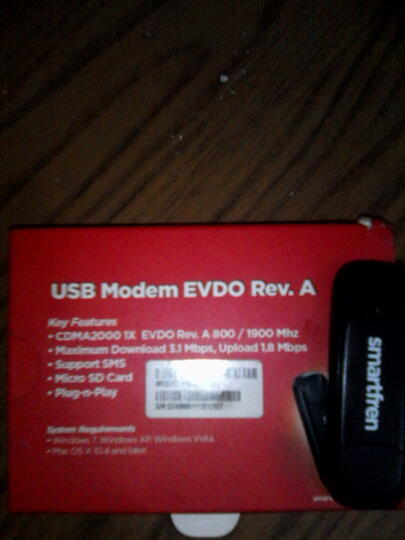 USB Modem EVDO Rev. A
Key Features
• CDMA2000 1X EVDO Rev. A 800 / 1900 Mhz
• Maximum Download 3.1 Mbps, Upload 1.8 Mbps
• Support SMS
• Micro SD Card
• Plug-n-Play
System Requirements
• Windows 7, Windows XP, Windows Vista,
• Mac OS X 10.4 and later.
smartfren